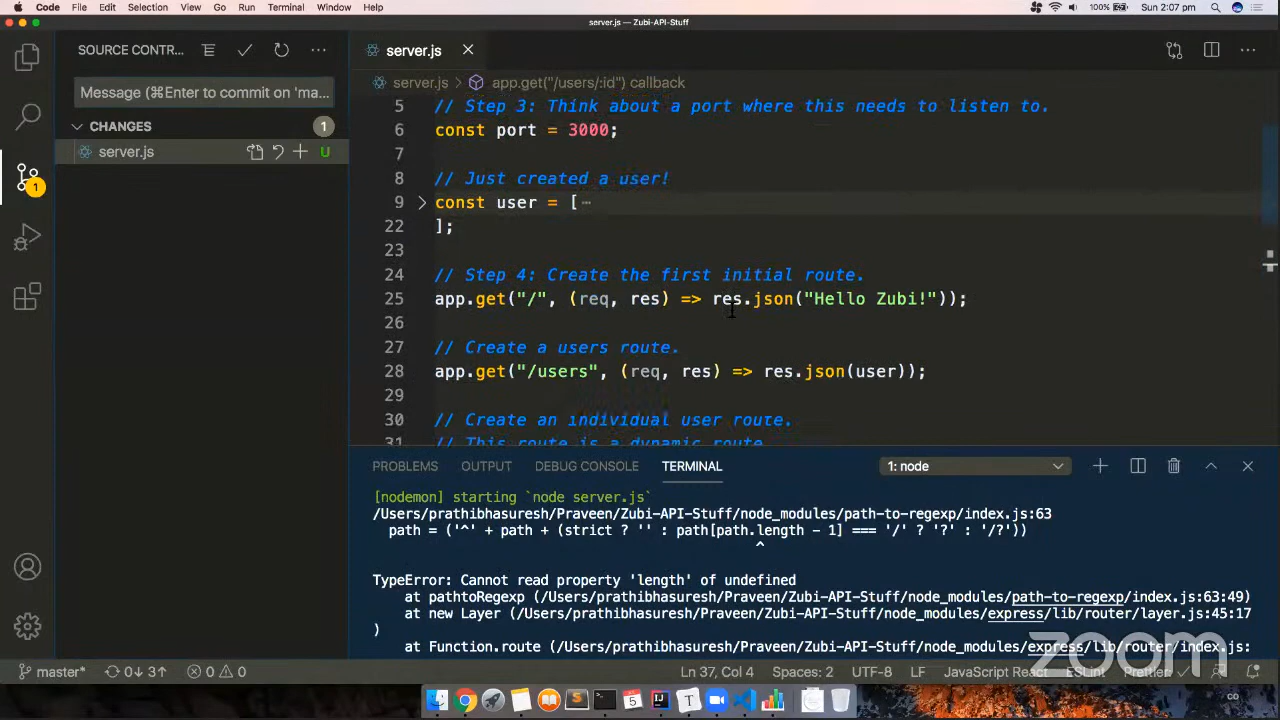 Code File Edit Selection View Go Run Terminal Window Help 100% Sun 2:07 pm
server.js — Zubi-API-Stuff
SOURCE CONTR... ⋯
server.js
Message (⌘Enter to commit on 'ma...
server.js > app.get("/users/:id") callback
CHANGES 1
server.js U
1
5 // Step 3: Think about a port where this needs to listen to.
6 const port = 3000;
7
8 // Just created a user!
9 const user = [⋯
22 ];
23
24 // Step 4: Create the first initial route.
25 app.get("/", (req, res) => res.json("Hello Zubi!"));
26
27 // Create a users route.
28 app.get("/users", (req, res) => res.json(user));
29
30 // Create an individual user route.
31 // This route is a dynamic route
PROBLEMS OUTPUT DEBUG CONSOLE TERMINAL 1: node
[nodemon] starting `node server.js`
/Users/prathibhasuresh/Praveen/Zubi-API-Stuff/node_modules/path-to-regexp/index.js:63
path = ('^' + path + (strict ? '' : path[path.length - 1] === '/' ? '?' : '/?'))
^
TypeError: Cannot read property 'length' of undefined
at pathtoRegexp (/Users/prathibhasuresh/Praveen/Zubi-API-Stuff/node_modules/path-to-regexp/index.js:63:49)
at new Layer (/Users/prathibhasuresh/Praveen/Zubi-API-Stuff/node_modules/express/lib/router/layer.js:45:17
)
at Function.route (/Users/prathibhasuresh/Praveen/Zubi-API-Stuff/node_modules/express/lib/router/index.js:
zoom
master* 0↓ 3↑ 0 0 Ln 37, Col 4 Spaces: 2 UTF-8 LF JavaScript React ESLint Prettier: ✓
5